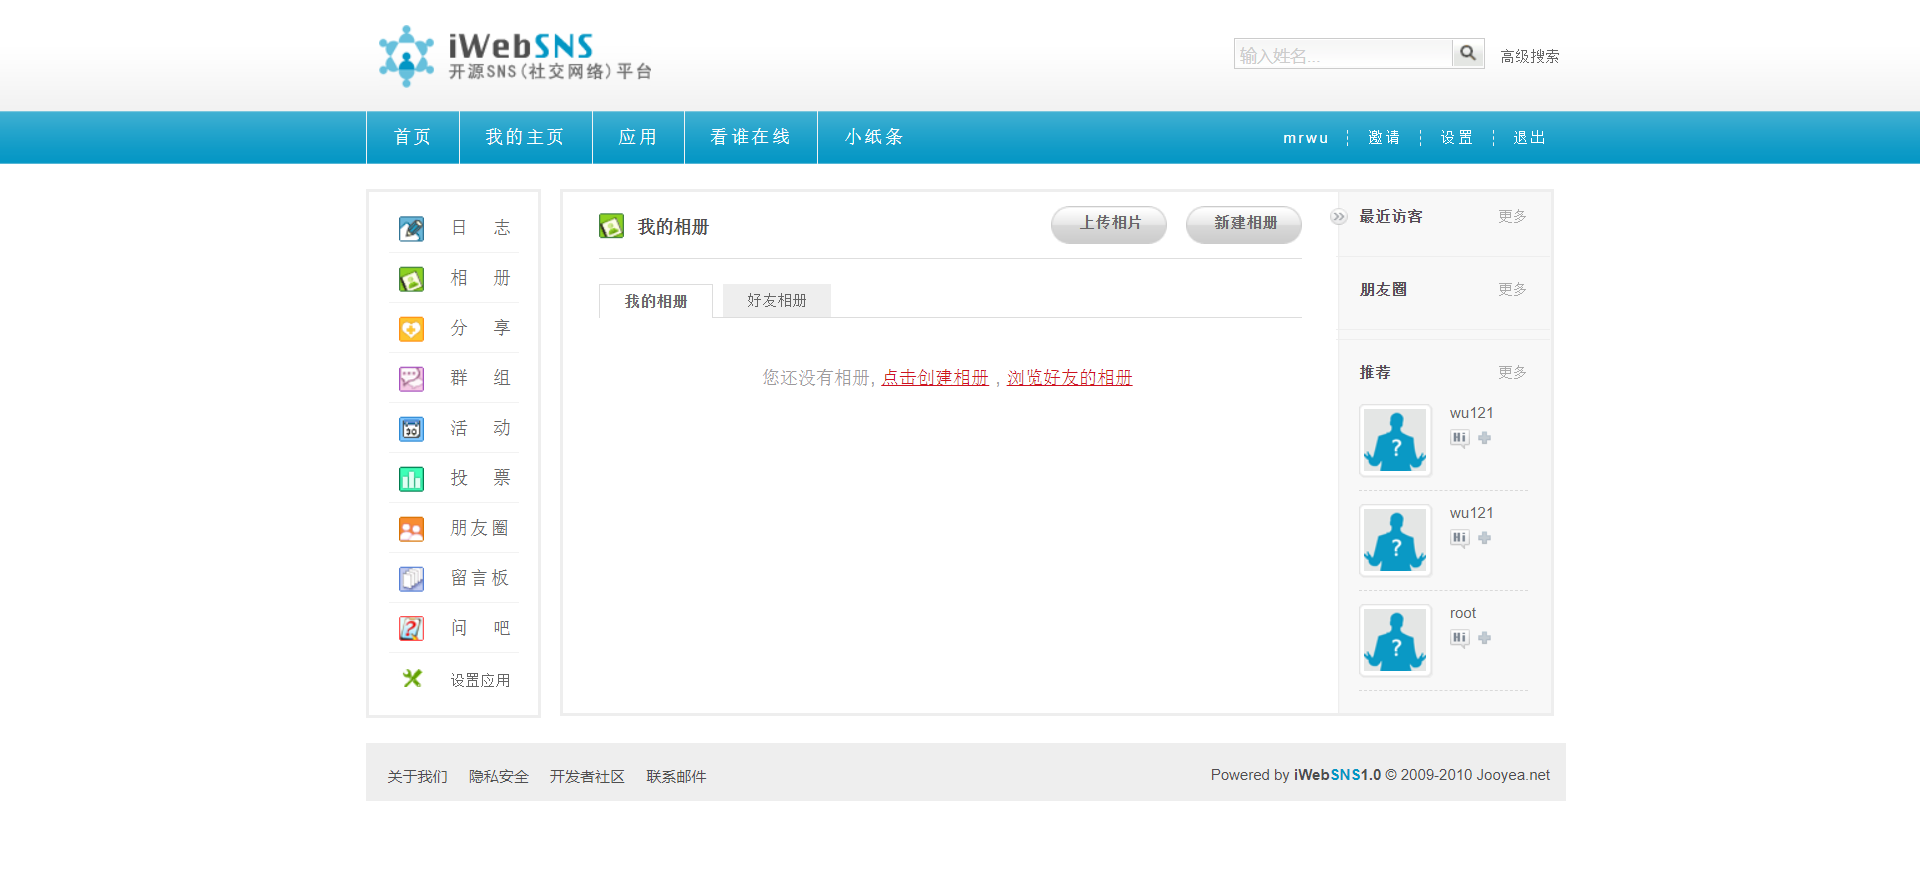 iWebSNS
开源SNS(社交网络)平台
输入姓名...
高级搜索
首页 我的主页 应用 看谁在线 小纸条 mrwu 邀请 设置 退出
日 志
相 册
分 享
群 组
活 动
投 票
朋友圈
留言板
问 吧
设置应用
我的相册
上传相片 新建相册
我的相册 好友相册
您还没有相册, 点击创建相册 , 浏览好友的相册
最近访客 更多
朋友圈 更多
推荐 更多
wu121
Hi
wu121
Hi
root
Hi
关于我们 隐私安全 开发者社区 联系邮件
Powered by iWebSNS1.0 © 2009-2010 Jooyea.net